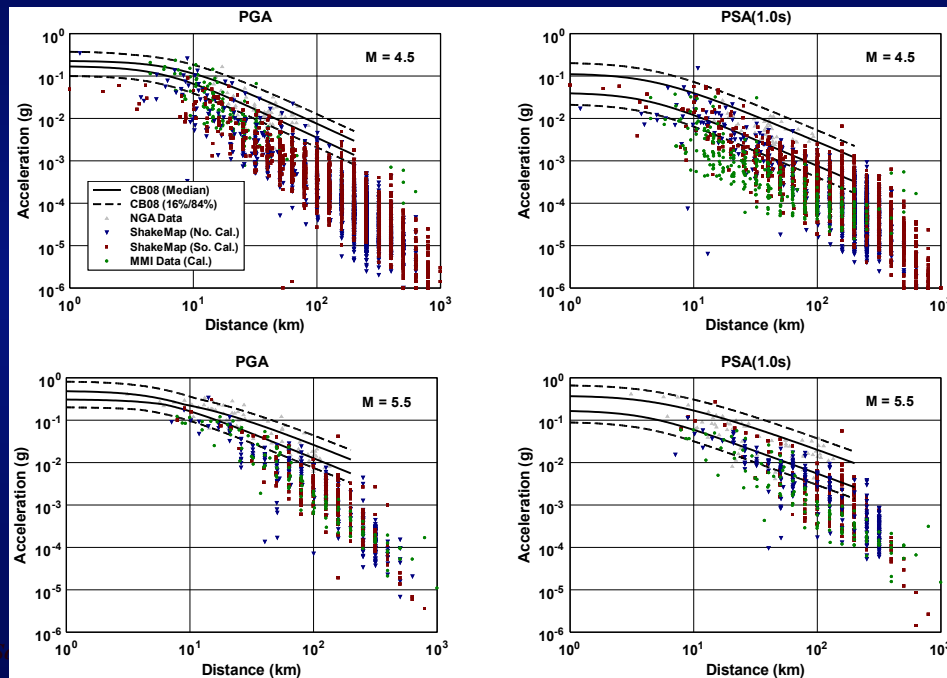 PGA
M = 4.5
10^0
10^-1
10^-2
10^-3
10^-4
10^-5
10^-6
Acceleration (g)
CB08 (Median)
CB08 (16%/84%)
NGA Data
ShakeMap (No. Cal.)
ShakeMap (So. Cal.)
MMI Data (Cal.)
10^0 10^1 10^2 10^3
Distance (km)
PSA(1.0s)
M = 4.5
10^0
10^-1
10^-2
10^-3
10^-4
10^-5
10^-6
Acceleration (g)
10^0 10^1 10^2 10^3
Distance (km)
PGA
M = 5.5
10^0
10^-1
10^-2
10^-3
10^-4
10^-5
10^-6
Acceleration (g)
10^0 10^1 10^2 10^3
Distance (km)
PSA(1.0s)
M = 5.5
10^0
10^-1
10^-2
10^-3
10^-4
10^-5
10^-6
Acceleration (g)
10^0 10^1 10^2 10^3
Distance (km)